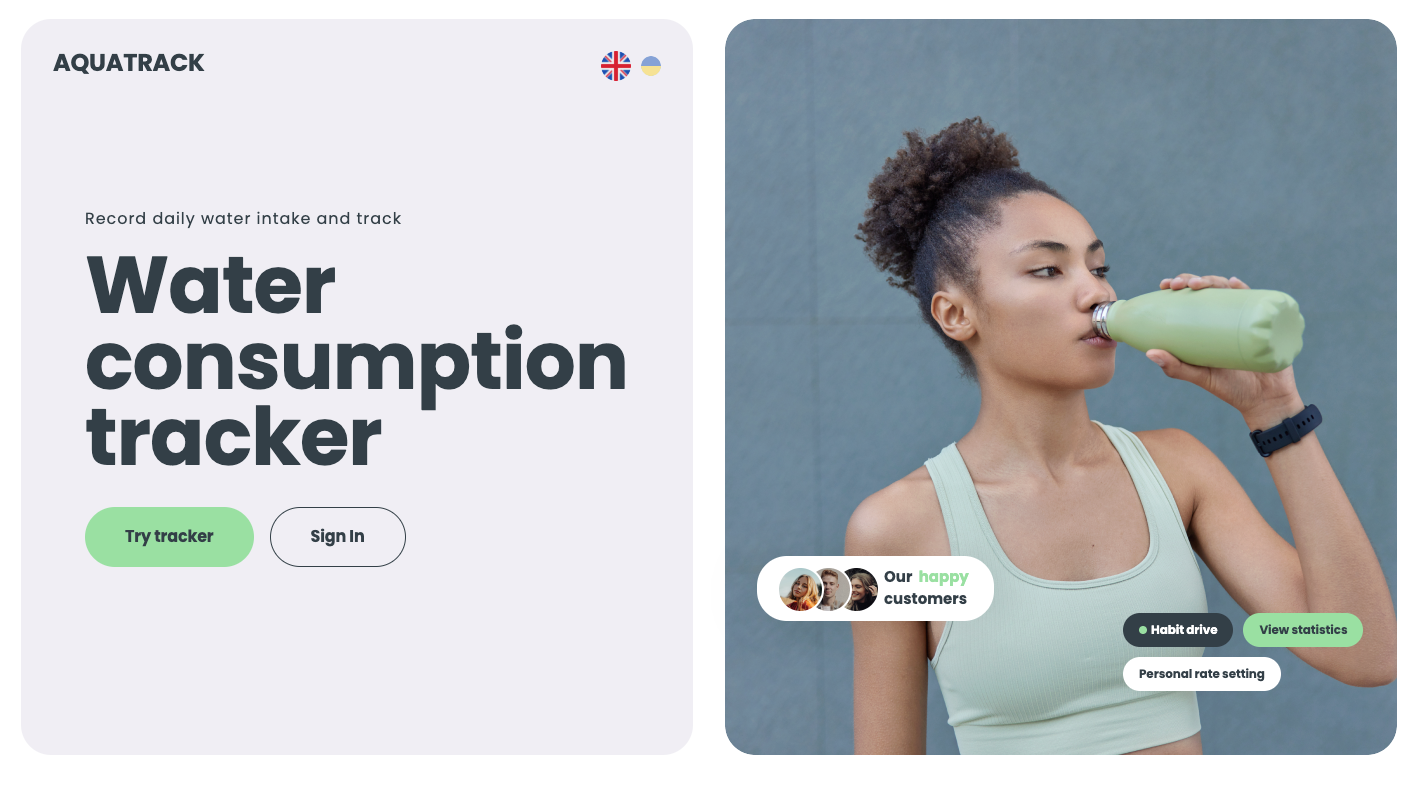 AQUATRACK
Record daily water intake and track
Water
consumption
tracker
Try tracker
Sign In
Our happy
customers
Habit drive
View statistics
Personal rate setting